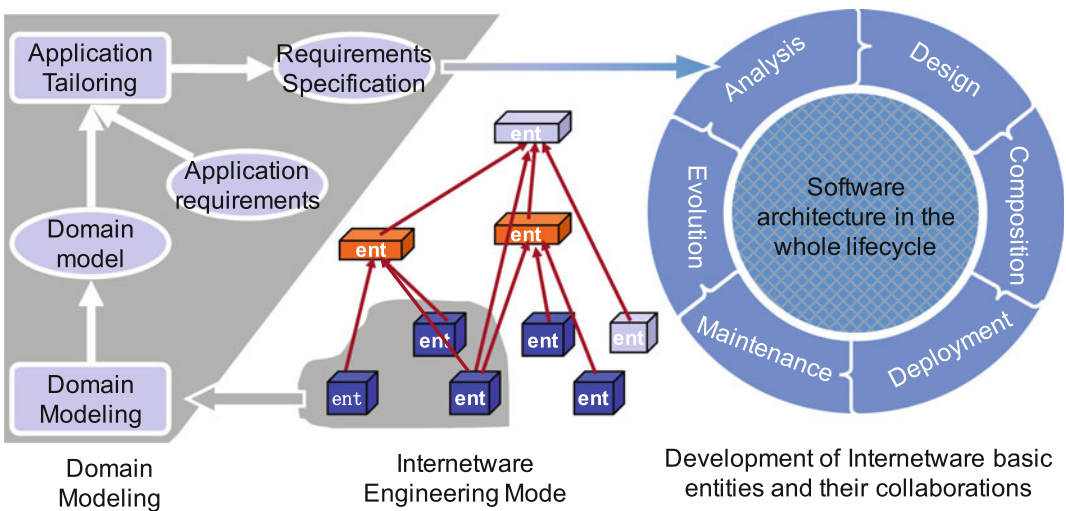 Application
Tailoring
Requirements
Specification
Application
requirements
Domain
model
Domain
Modeling
Domain
Modeling
ent
ent
ent
ent
ent
ent
ent
ent
ent
Internetware
Engineering Mode
Analysis
Design
Composition
Deployment
Maintenance
Evolution
Software
architecture in the
whole lifecycle
Development of Internetware basic
entities and their collaborations